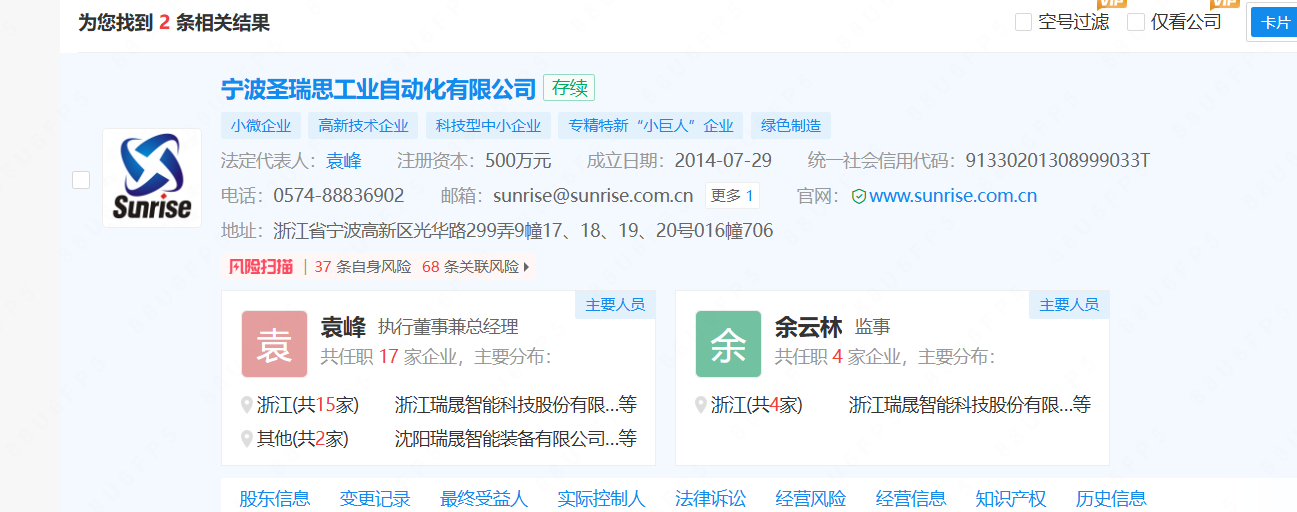 为您找到 2 条相关结果
VIP VIP
空号过滤 仅看公司 卡片
宁波圣瑞思工业自动化有限公司 存续
小微企业 高新技术企业 科技型中小企业 专精特新“小巨人”企业 绿色制造
Sunrise
法定代表人：袁峰 注册资本：500万元 成立日期：2014-07-29 统一社会信用代码：91330201308999033T
电话：0574-88836902 邮箱：sunrise@sunrise.com.cn 更多 1 官网：www.sunrise.com.cn
地址：浙江省宁波高新区光华路299弄9幢17、18、19、20号016幢706
风险扫描 37 条自身风险 68 条关联风险
主要人员
袁
袁峰 执行董事兼总经理
共任职 17 家企业，主要分布：
浙江(共15家) 浙江瑞晟智能科技股份有限...等
其他(共2家) 沈阳瑞晟智能装备有限公司...等
主要人员
余
余云林 监事
共任职 4 家企业，主要分布：
浙江(共4家) 浙江瑞晟智能科技股份有限...等
股东信息 变更记录 最终受益人 实际控制人 法律诉讼 经营风险 经营信息 知识产权 历史信息